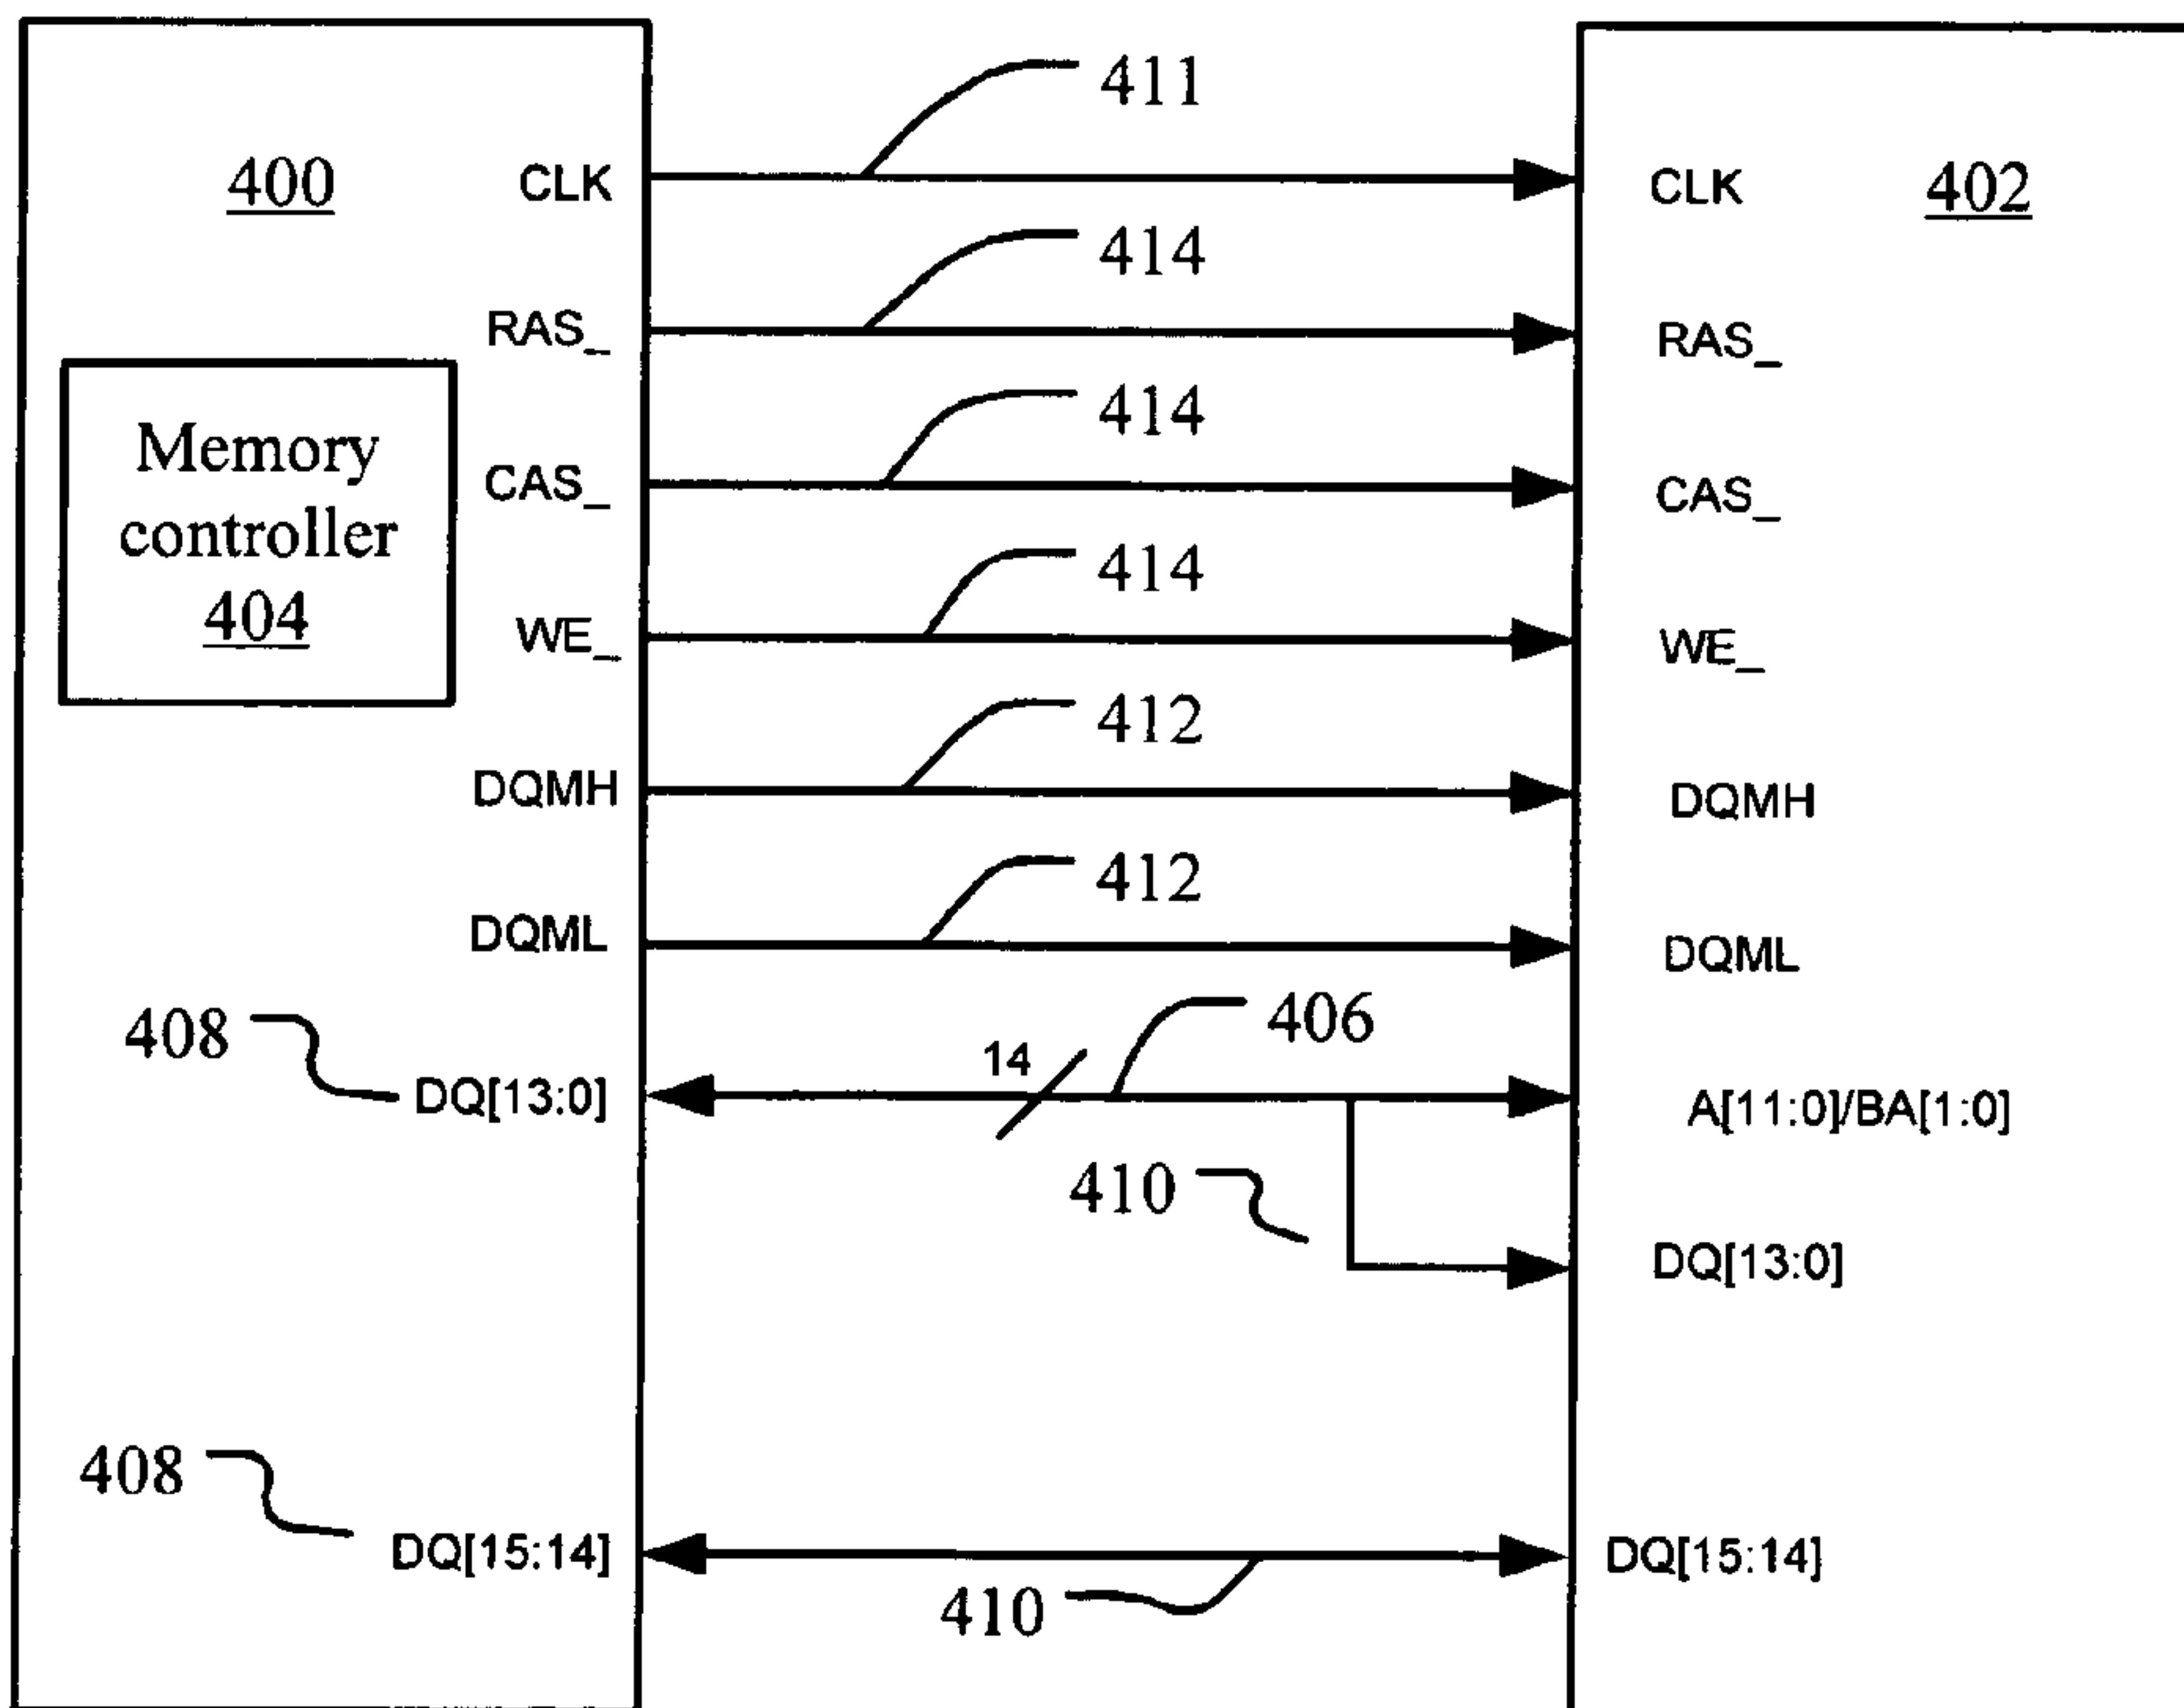 411
400
CLK
CLK
402
414
RAS_
RAS_
414
Memory
controller
404
CAS_
CAS_
414
WE_
WE_
412
DQMH
DQMH
412
DQML
DQML
408
406
14
DQ[13:0]
A[11:0]/BA[1:0]
410
DQ[13:0]
408
DQ[15:14]
DQ[15:14]
410